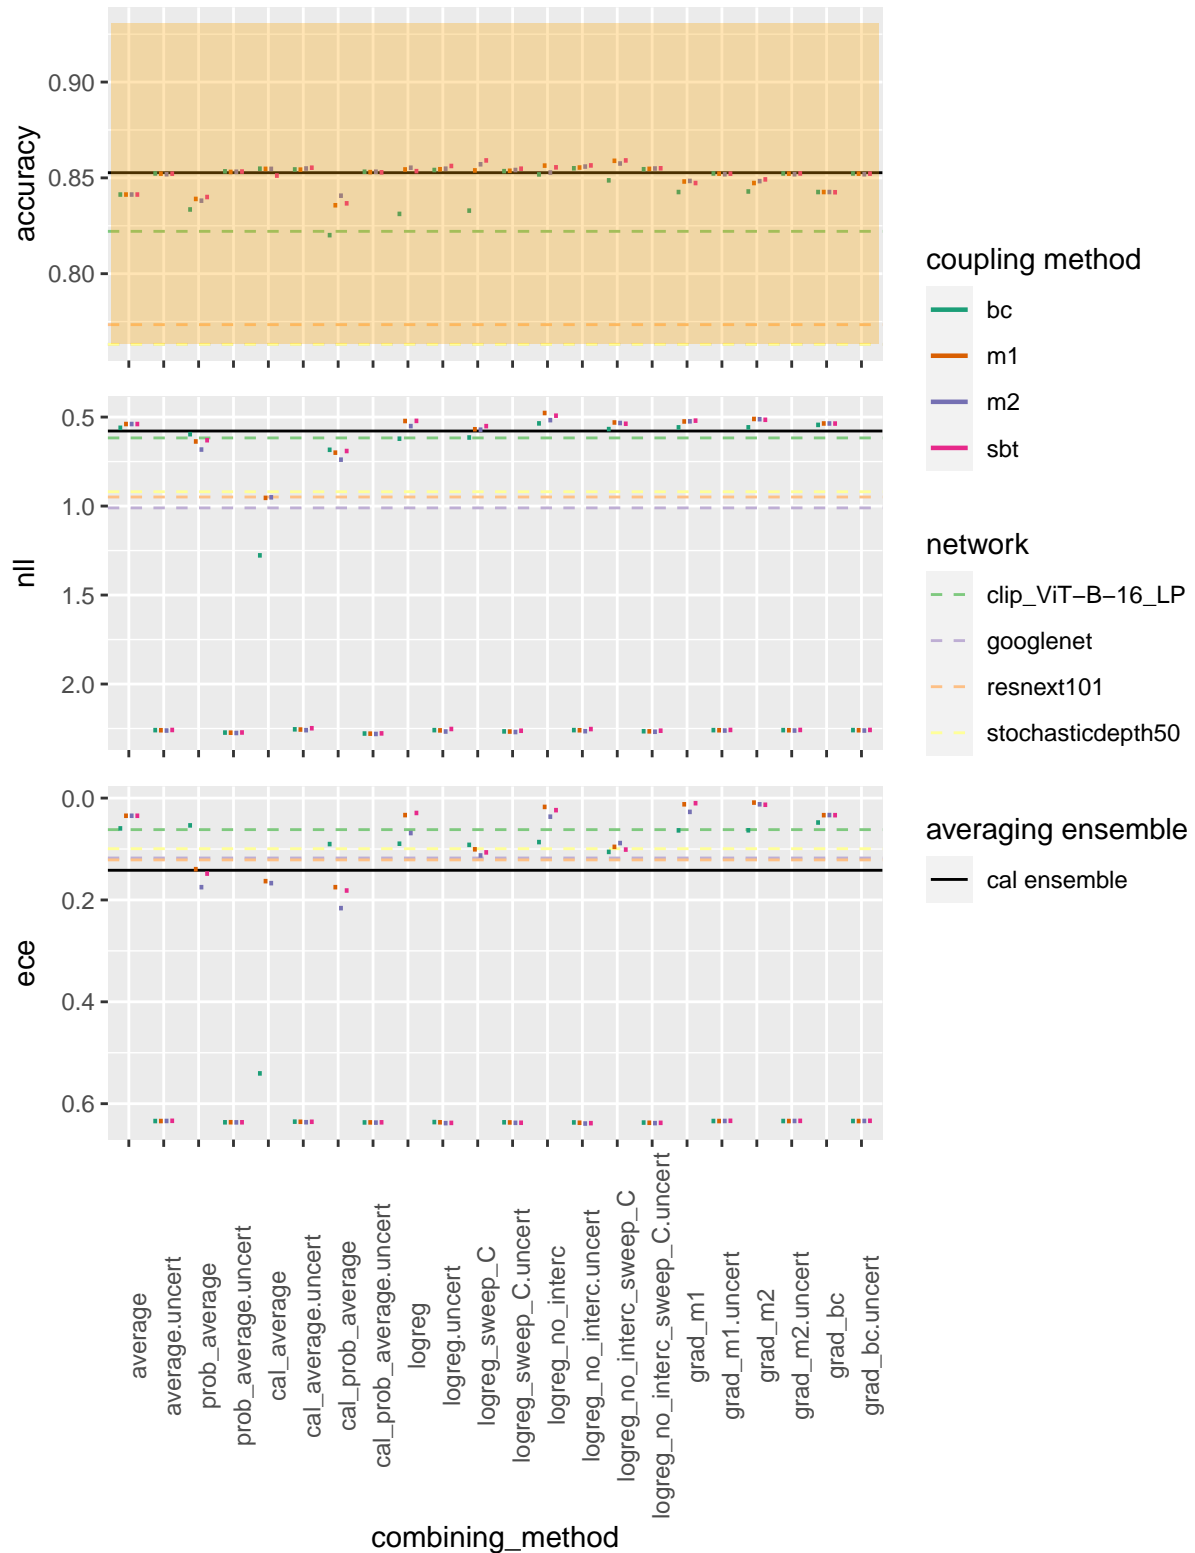 accuracy
0.90
0.85
0.80
nll
0.5
1.0
1.5
2.0
ece
0.0
0.2
0.4
0.6
average
average.uncert
prob_average
prob_average.uncert
cal_average
cal_average.uncert
cal_prob_average
cal_prob_average.uncert
logreg
logreg.uncert
logreg_sweep_C
logreg_sweep_C.uncert
logreg_no_interc
logreg_no_interc.uncert
logreg_no_interc_sweep_C
logreg_no_interc_sweep_C.uncert
grad_m1
grad_m1.uncert
grad_m2
grad_m2.uncert
grad_bc
grad_bc.uncert
combining_method
coupling method
bc
m1
m2
sbt
network
clip_ViT−B−16_LP
googlenet
resnext101
stochasticdepth50
averaging ensemble
cal ensemble